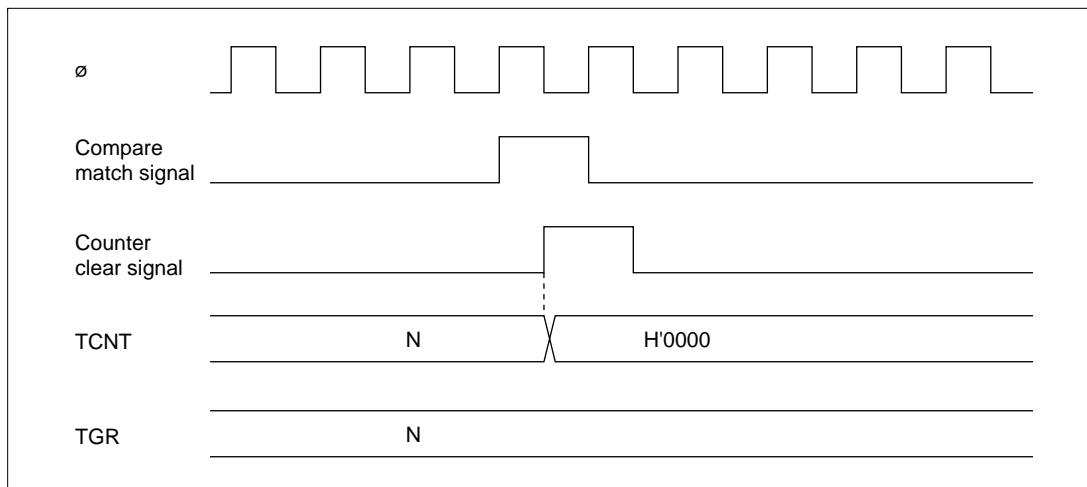 ø
Compare
match signal
Counter
clear signal
TCNT N H'0000
TGR N